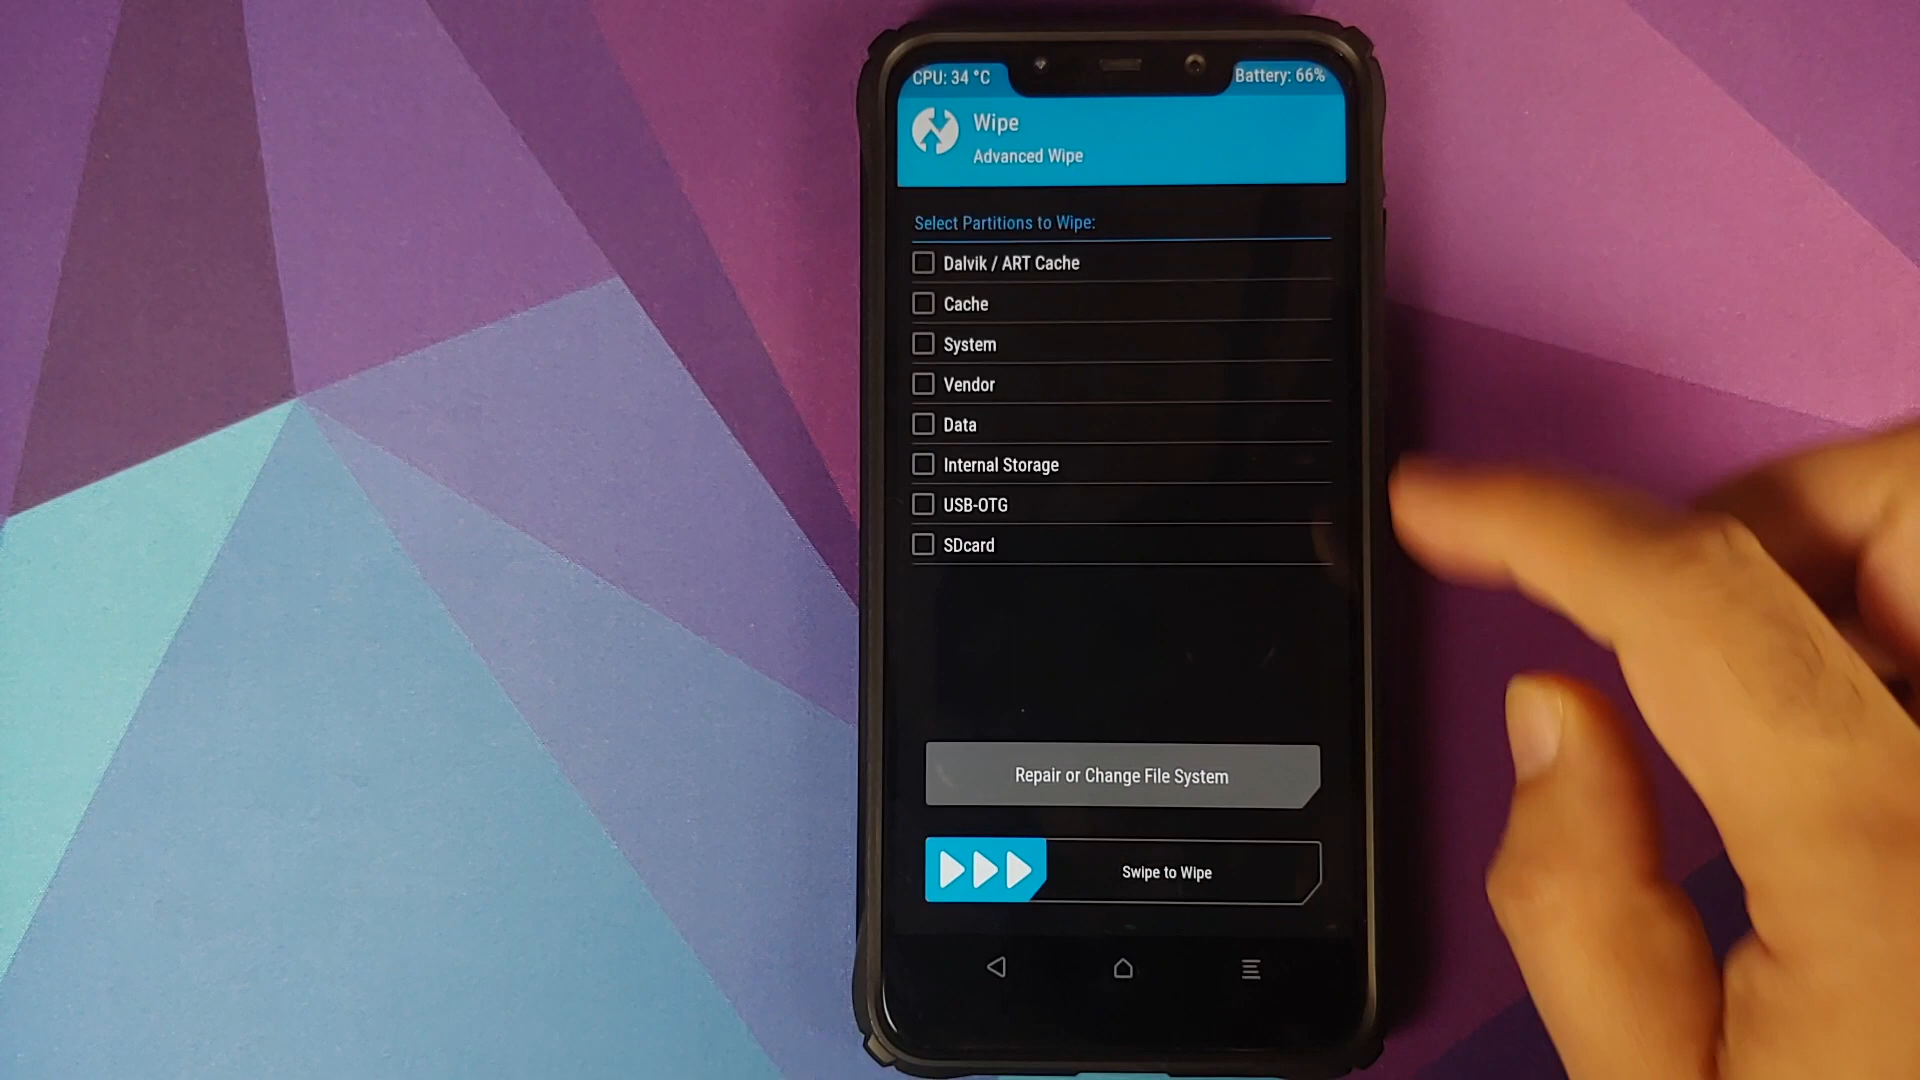 CPU: 34 °C
Battery: 66%
Wipe
Advanced Wipe
Select Partitions to Wipe:
Dalvik / ART Cache
Cache
System
Vendor
Data
Internal Storage
USB-OTG
SDcard
Repair or Change File System
Swipe to Wipe